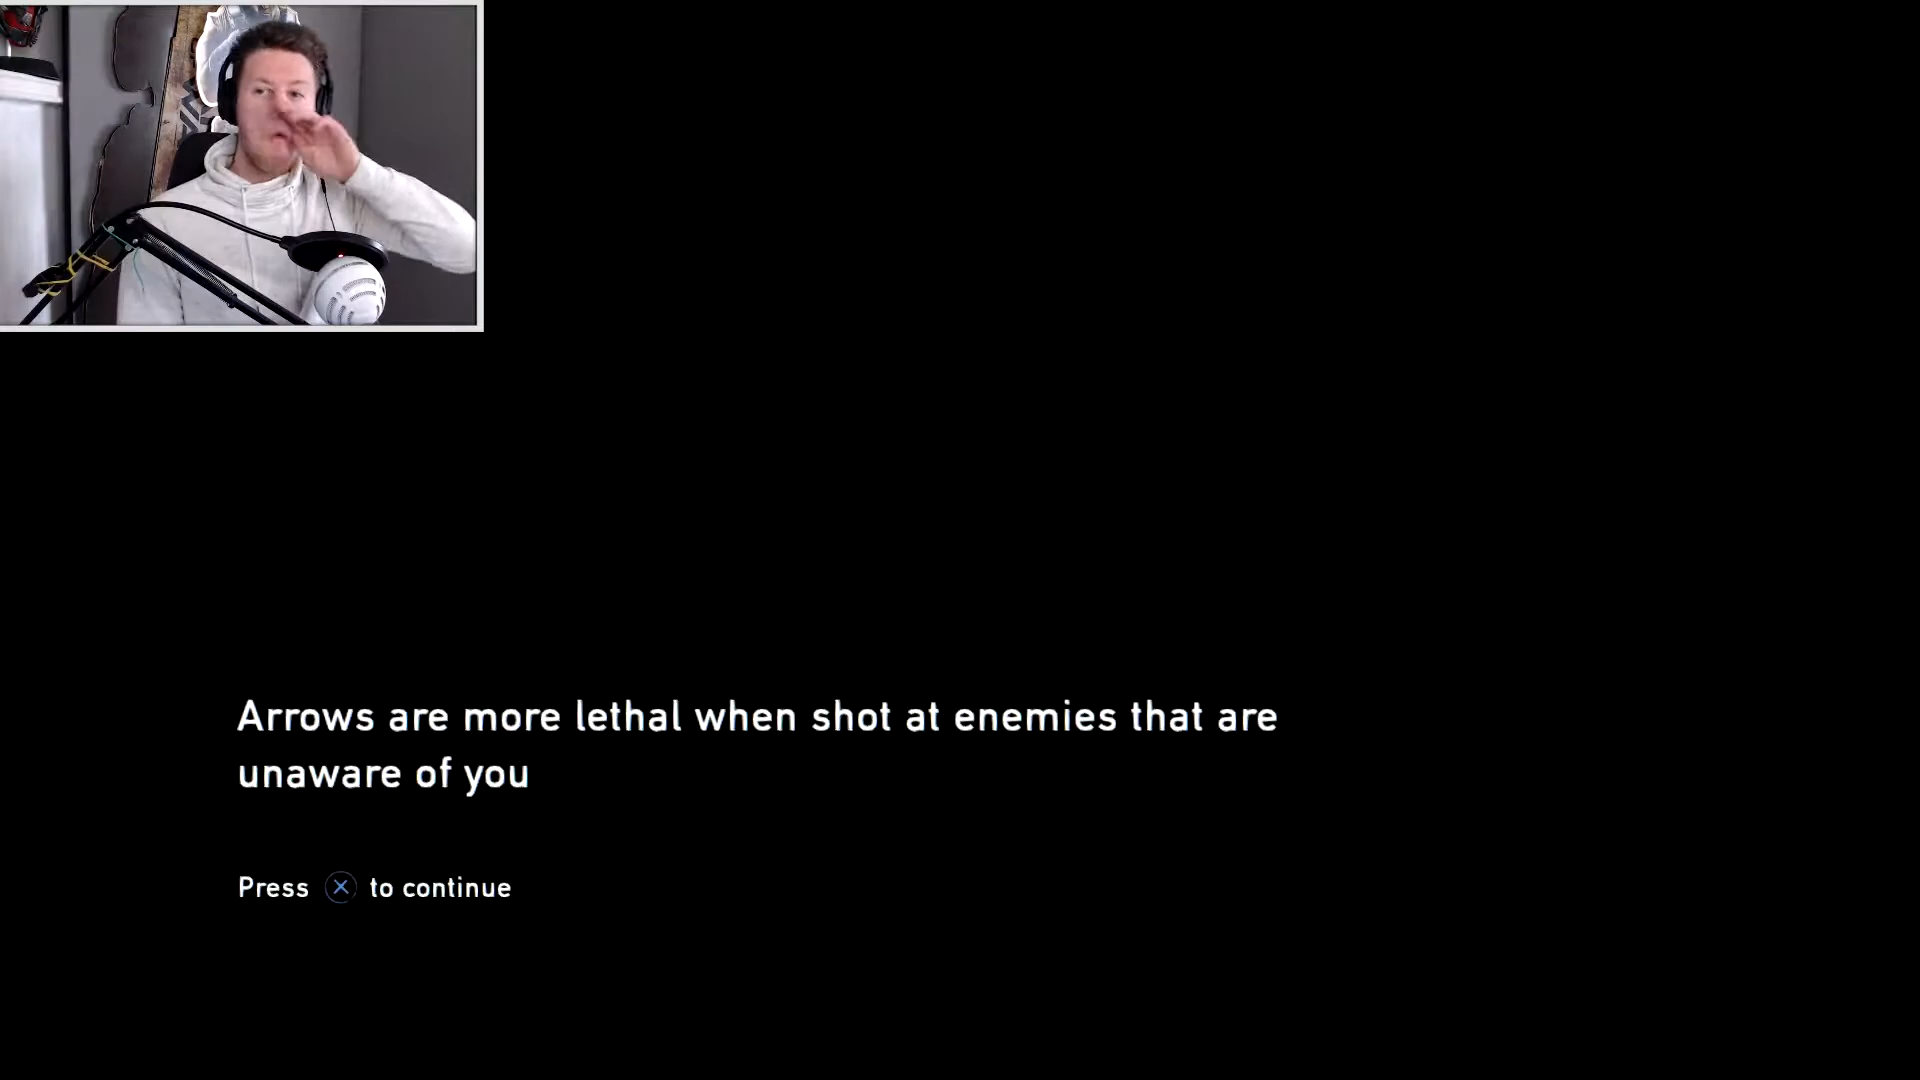 Arrows are more lethal when shot at enemies that are
unaware of you
Press to continue